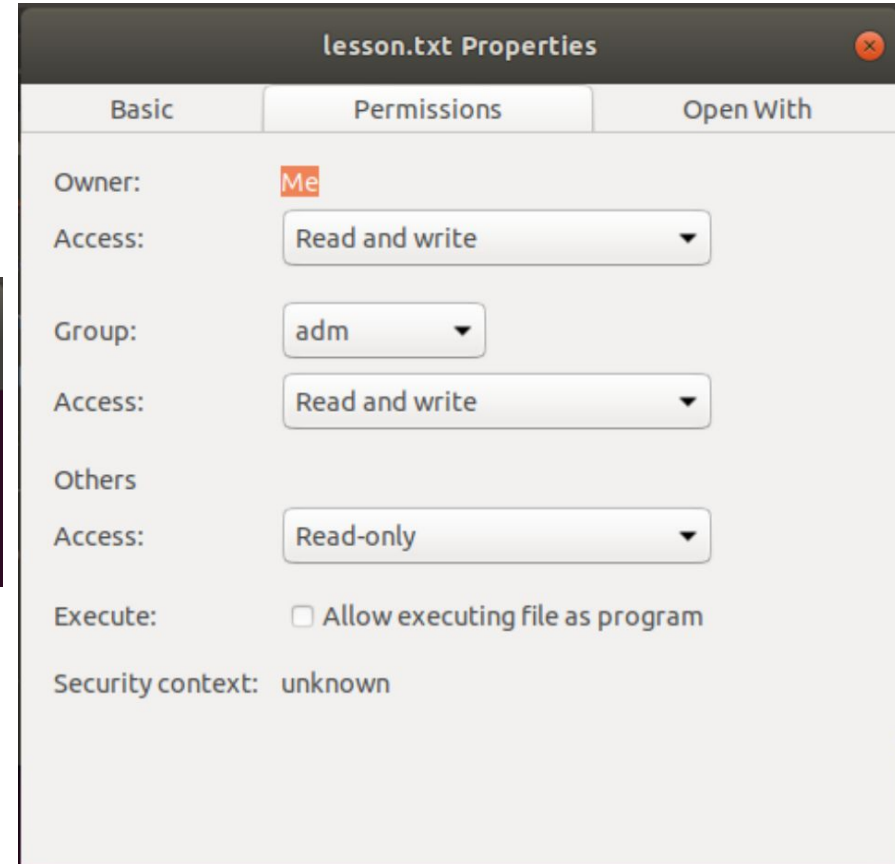 lesson.txt Properties
Basic Permissions Open With
Owner: Me
Access: Read and write
Group: adm
Access: Read and write
Others
Access: Read-only
Execute: Allow executing file as program
Security context: unknown